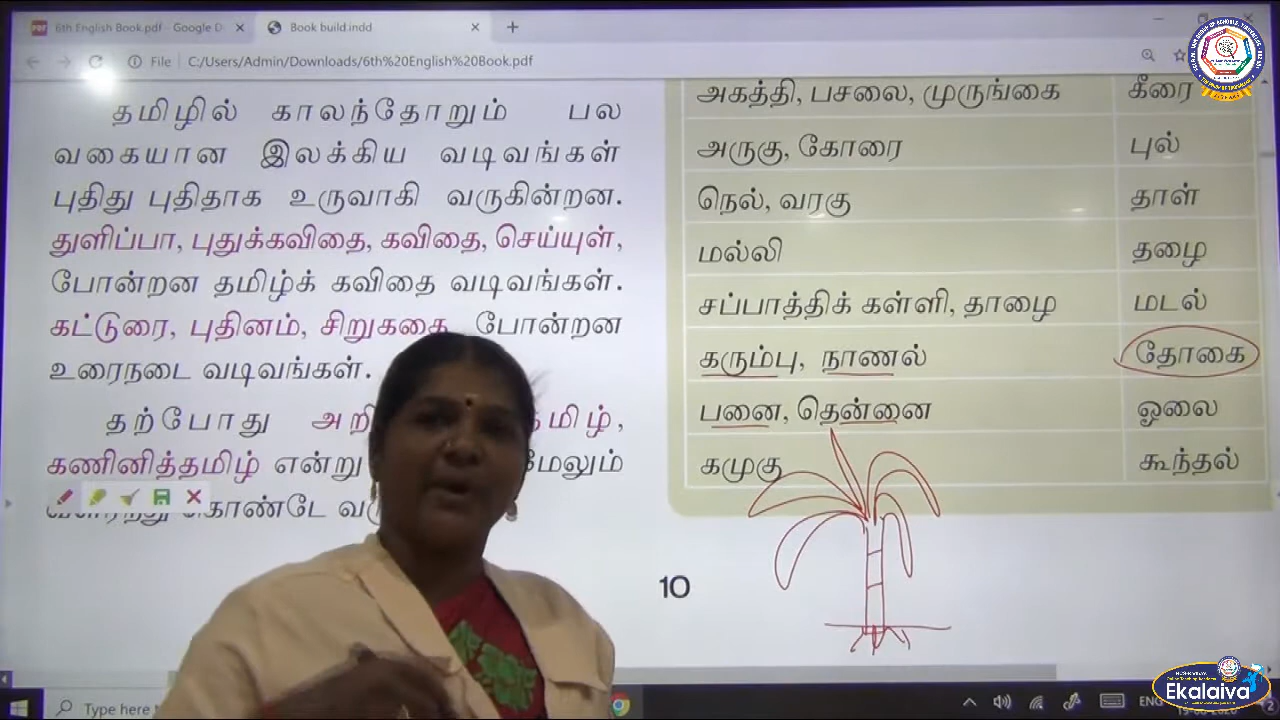 6th English Book.pdf - Google D
Book build.indd
File
C:/Users/Admin/Downloads/6th%20English%20Book.pdf
தமிழில் காலந்தோறும் பல
வகையான இலக்கிய வடிவங்கள்
புதிது புதிதாக உருவாகி வருகின்றன.
துளிப்பா, புதுக்கவிதை, கவிதை, செய்யுள்,
போன்றன தமிழ்க் கவிதை வடிவங்கள்.
கட்டுரை, புதினம், சிறுகதை போன்றன
உரைநடை வடிவங்கள்.
தற்போது
கணினித்தமிழ் என்று மேலும்
அகத்தி, பசலை, முருங்கை கீரை
அருகு, கோரை புல்
நெல், வரகு தாள்
மல்லி தழை
சப்பாத்திக் கள்ளி, தாழை மடல்
கரும்பு, நாணல் தோகை
பனை, தென்னை ஓலை
கமுகு கூந்தல்
10
Type here t
ENG
Ekalaiva